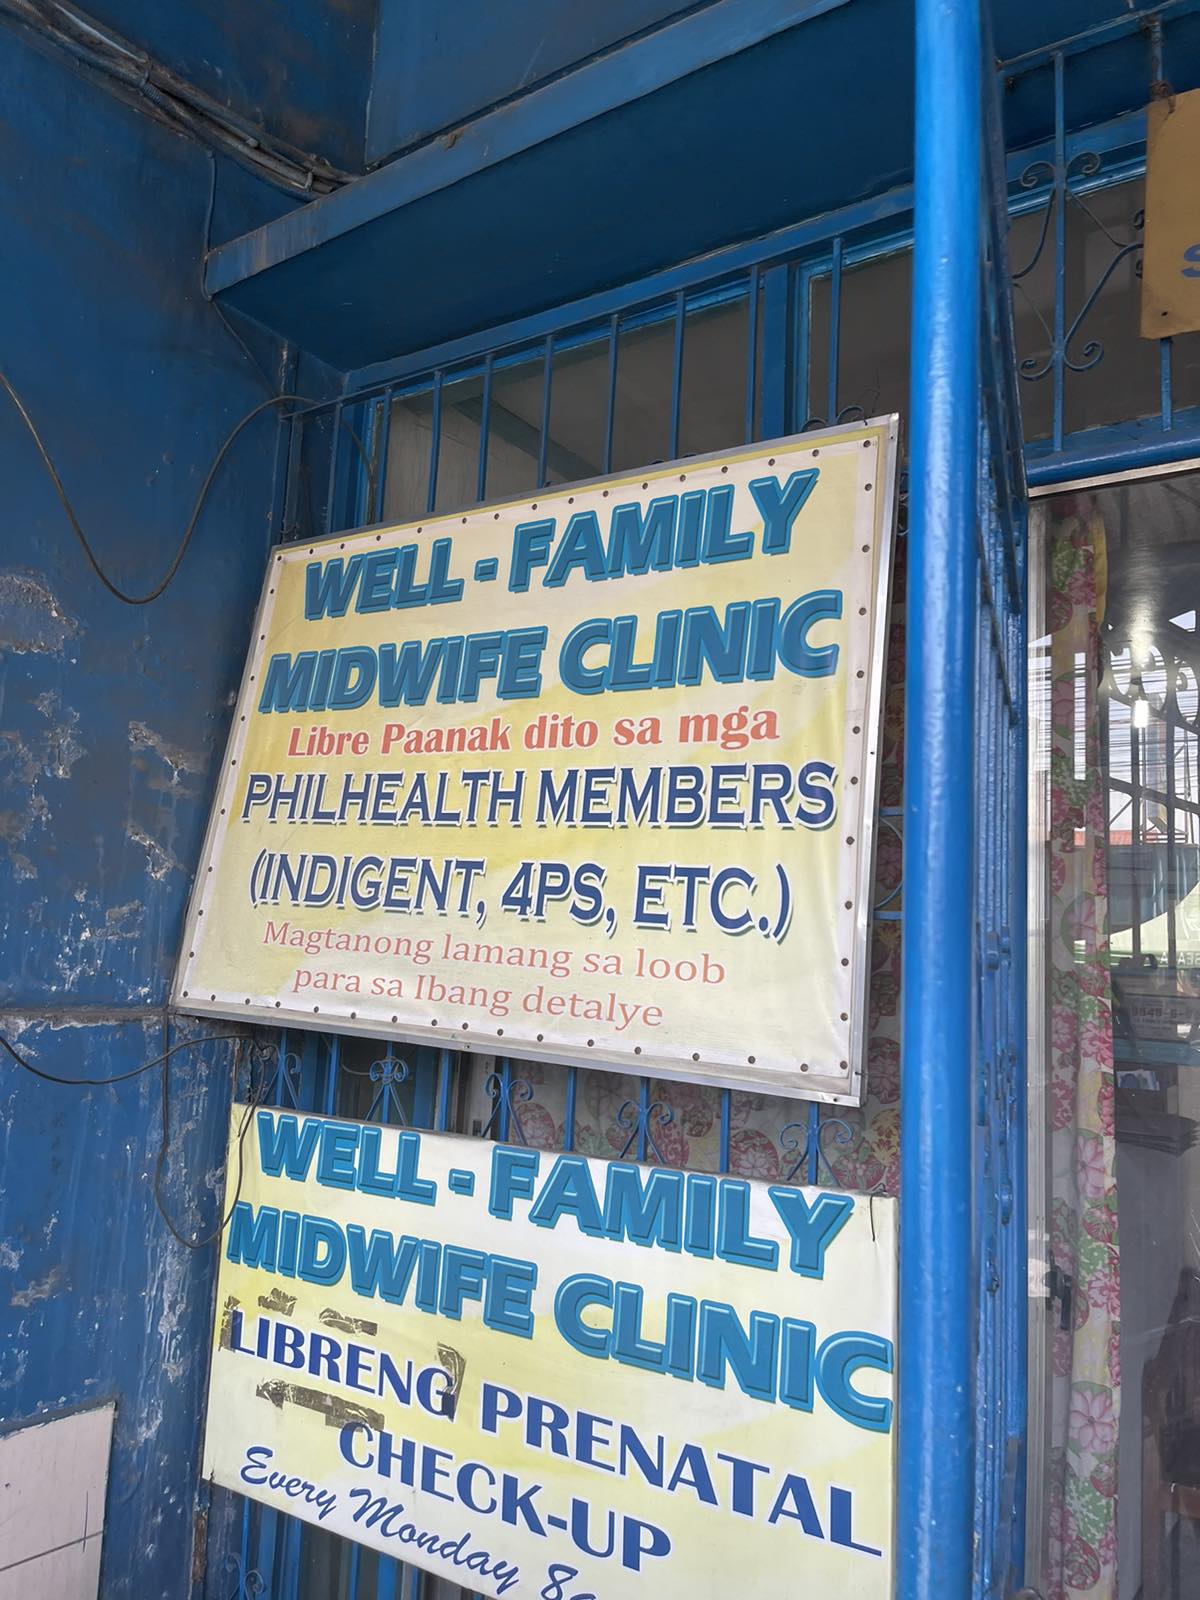 WELL - FAMILY
MIDWIFE CLINIC
Libre Paanak dito sa mga
PHILHEALTH MEMBERS
(INDIGENT, 4PS, ETC.)
Magtanong lamang sa loob
para sa Ibang detalye
WELL - FAMILY
MIDWIFE CLINIC
LIBRENG PRENATAL
CHECK-UP
Every Monday